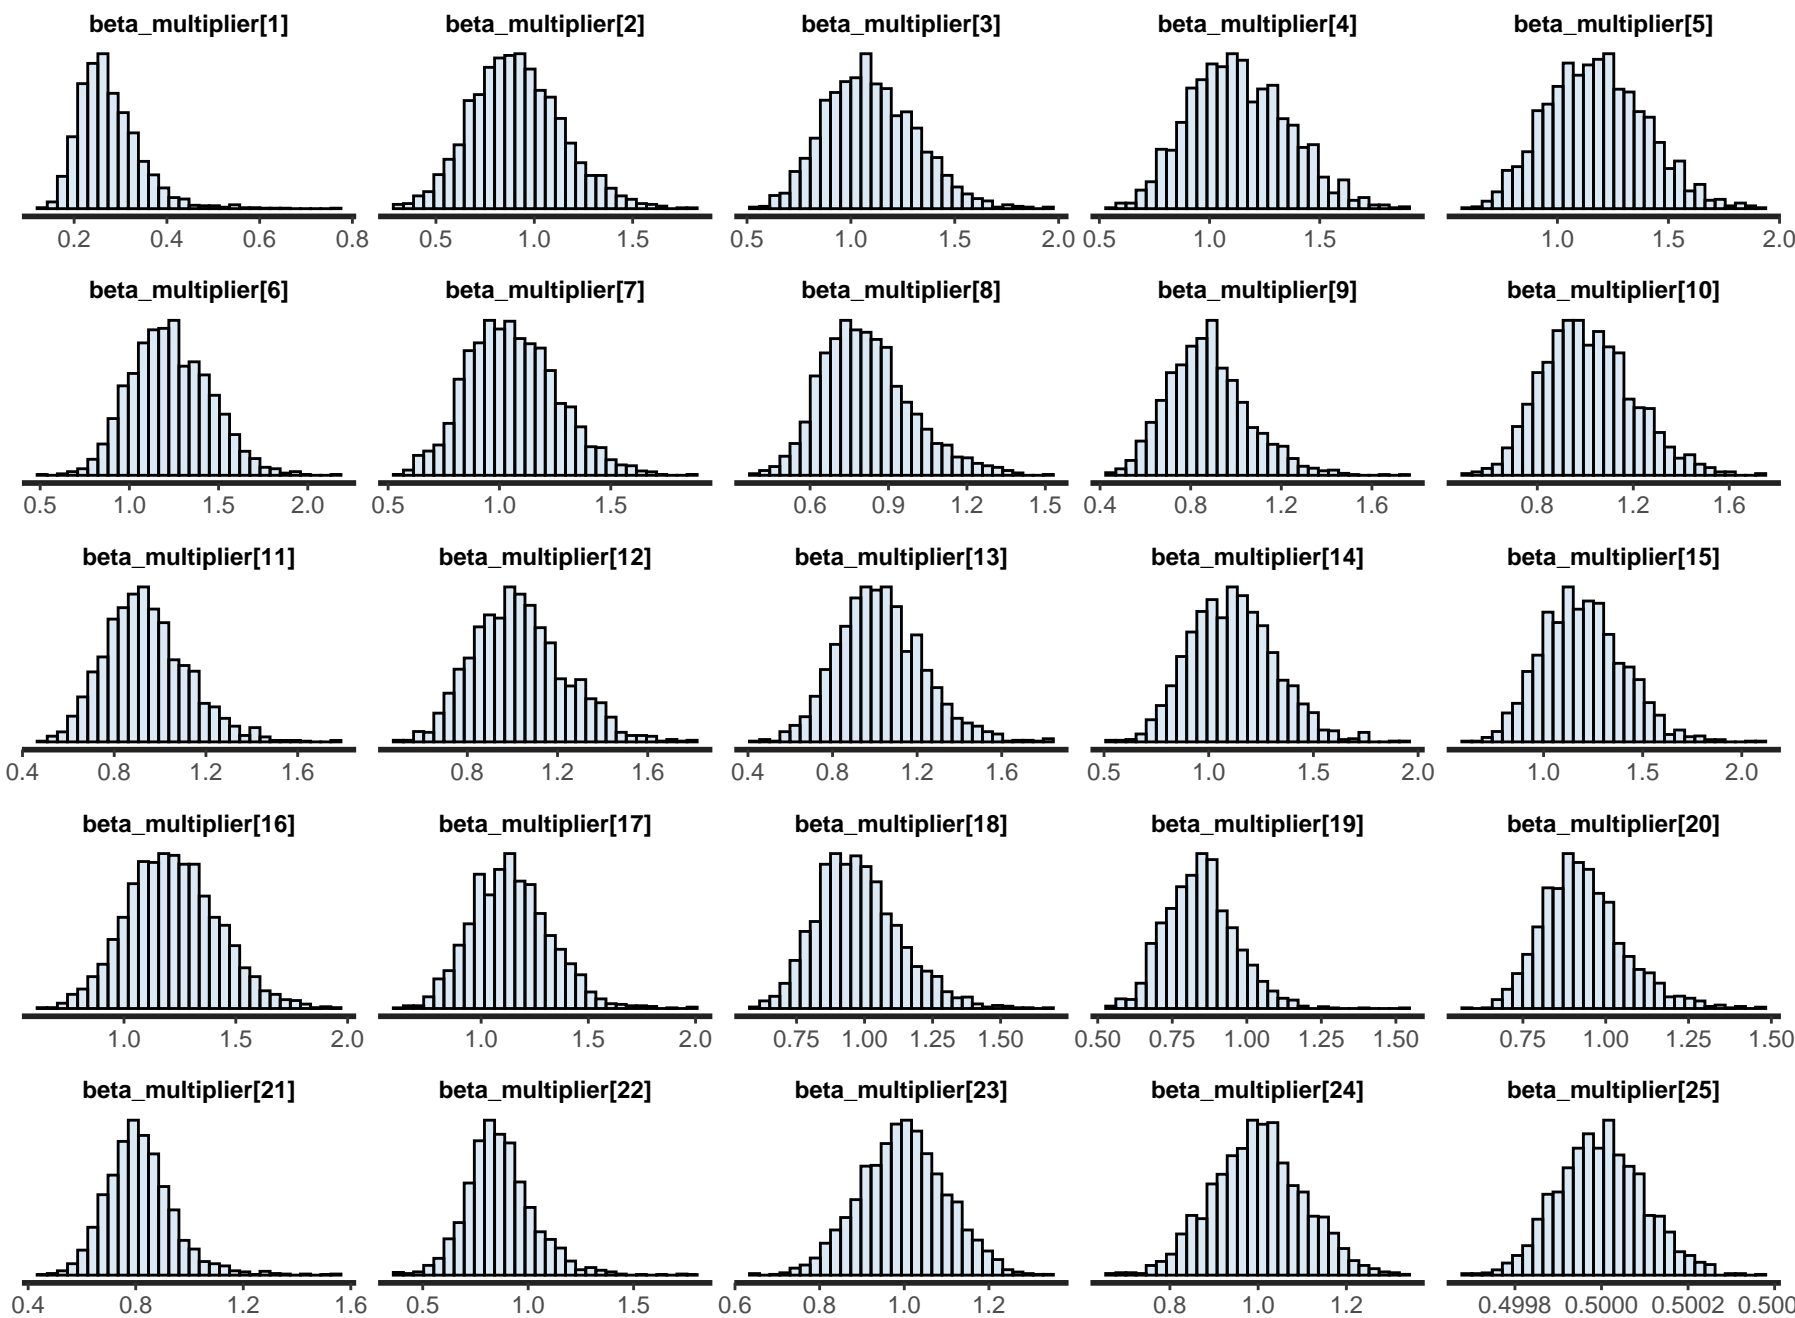 beta_multiplier[1] beta_multiplier[2] beta_multiplier[3] beta_multiplier[4] beta_multiplier[5]
0.2 0.4 0.6 0.8 0.5 1.0 1.5 0.5 1.0 1.5 2.0 0.5 1.0 1.5 1.0 1.5 2.0
beta_multiplier[6] beta_multiplier[7] beta_multiplier[8] beta_multiplier[9] beta_multiplier[10]
0.5 1.0 1.5 2.0 0.5 1.0 1.5 0.6 0.9 1.2 1.5 0.4 0.8 1.2 1.6 0.8 1.2 1.6
beta_multiplier[11] beta_multiplier[12] beta_multiplier[13] beta_multiplier[14] beta_multiplier[15]
0.4 0.8 1.2 1.6 0.8 1.2 1.6 0.4 0.8 1.2 1.6 0.5 1.0 1.5 2.0 1.0 1.5 2.0
beta_multiplier[16] beta_multiplier[17] beta_multiplier[18] beta_multiplier[19] beta_multiplier[20]
1.0 1.5 2.0 1.0 1.5 2.0 0.75 1.00 1.25 1.50 0.50 0.75 1.00 1.25 1.50 0.75 1.00 1.25 1.50
beta_multiplier[21] beta_multiplier[22] beta_multiplier[23] beta_multiplier[24] beta_multiplier[25]
0.4 0.8 1.2 1.6 0.5 1.0 1.5 0.6 0.8 1.0 1.2 0.8 1.0 1.2 0.4998 0.5000 0.5002